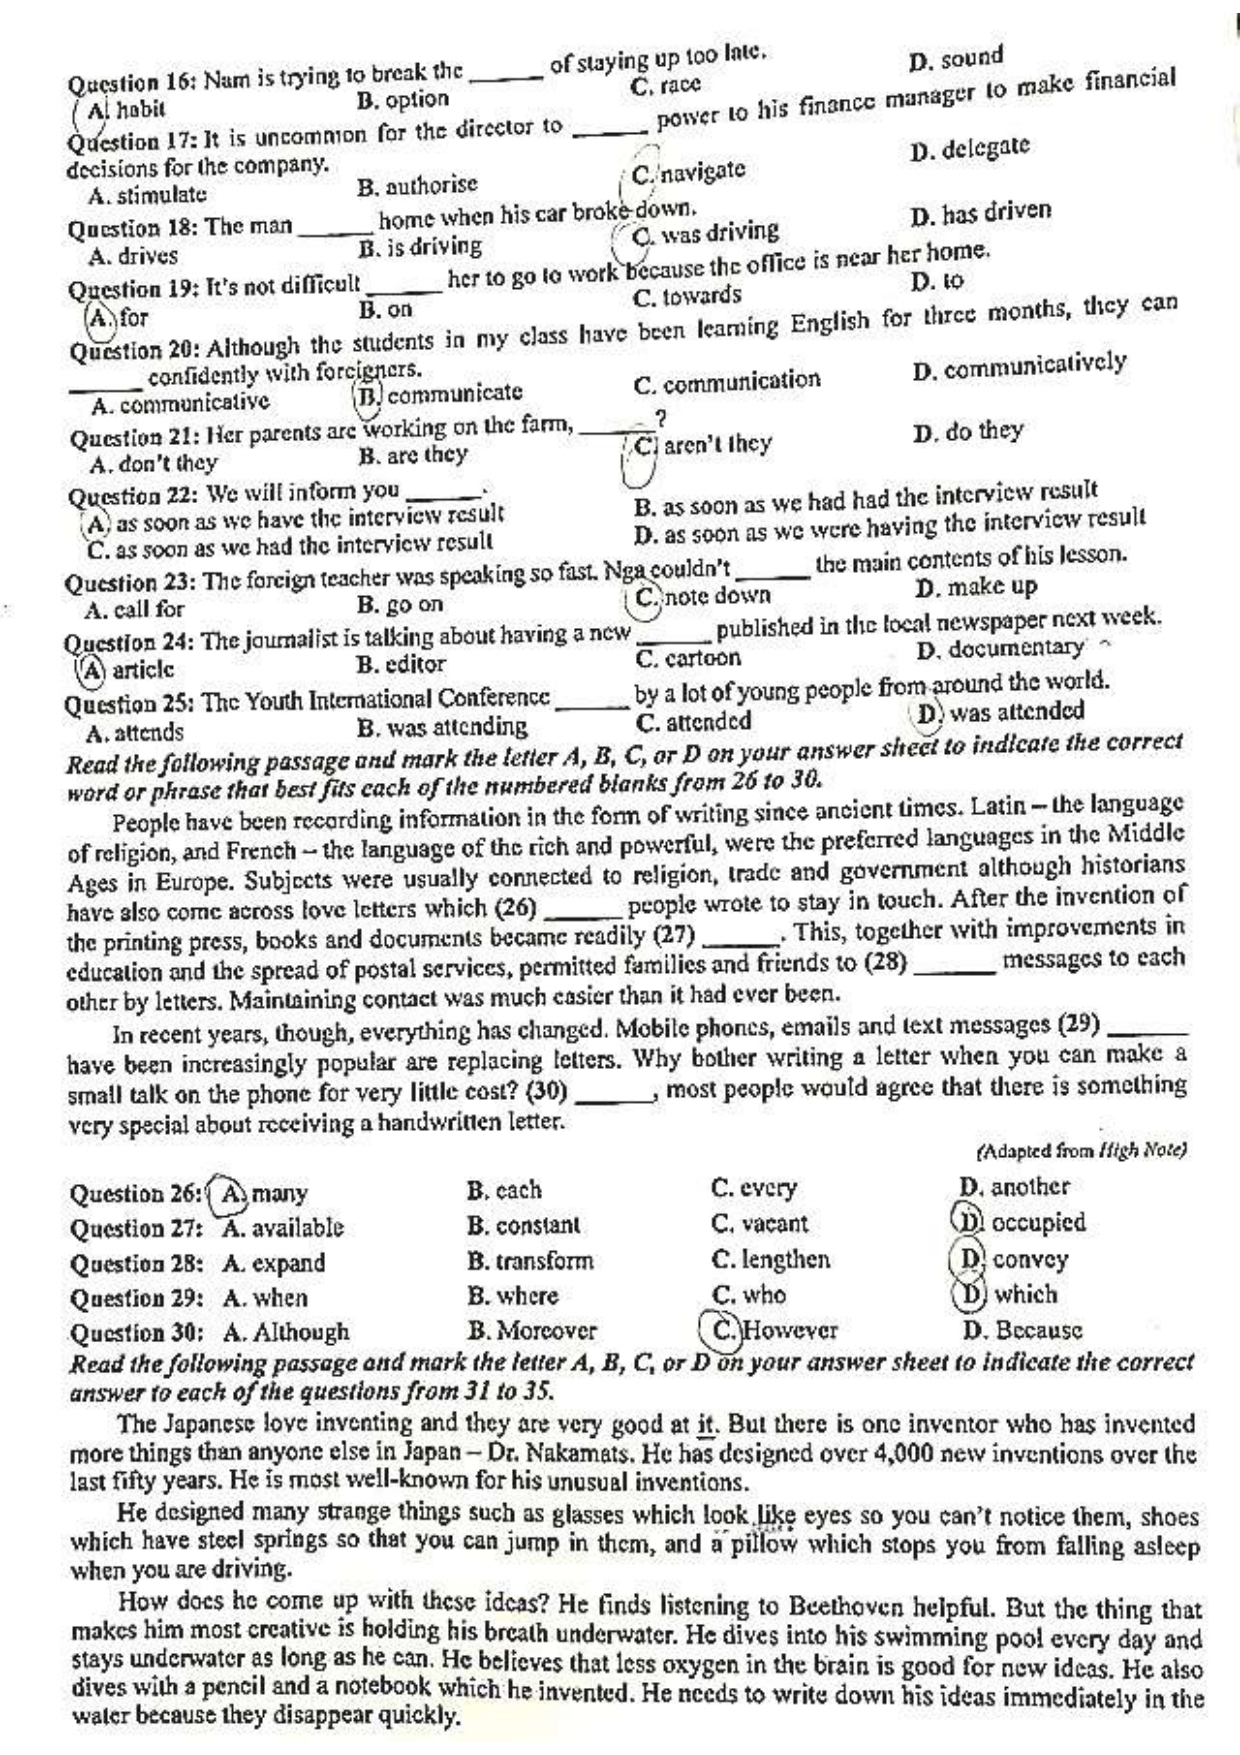 Question 16: Nam is trying to break the ______ of staying up too late.
A. habit B. option C. race D. sound
Question 17: It is uncommon for the director to ______ power to his finance manager to make financial
decisions for the company.
A. stimulate B. authorise C. navigate D. delegate
Question 18: The man ______ home when his car broke down.
A. drives B. is driving C. was driving D. has driven
Question 19: It's not difficult ______ her to go to work because the office is near her home.
A. for B. on C. towards D. to
Question 20: Although the students in my class have been learning English for three months, they can
______ confidently with foreigners.
A. communicative B. communicate C. communication D. communicatively
Question 21: Her parents are working on the farm, ______?
A. don't they B. are they C. aren't they D. do they
Question 22: We will inform you ______.
A. as soon as we have the interview result B. as soon as we had had the interview result
C. as soon as we had the interview result D. as soon as we were having the interview result
Question 23: The foreign teacher was speaking so fast. Nga couldn't ______ the main contents of his lesson.
A. call for B. go on C. note down D. make up
Question 24: The journalist is talking about having a new ______ published in the local newspaper next week.
A. article B. editor C. cartoon D. documentary
Question 25: The Youth International Conference ______ by a lot of young people from around the world.
A. attends B. was attending C. attended D. was attended
Read the following passage and mark the letter A, B, C, or D on your answer sheet to indicate the correct
word or phrase that best fits each of the numbered blanks from 26 to 30.
People have been recording information in the form of writing since ancient times. Latin – the language
of religion, and French – the language of the rich and powerful, were the preferred languages in the Middle
Ages in Europe. Subjects were usually connected to religion, trade and government although historians
have also come across love letters which (26) ______ people wrote to stay in touch. After the invention of
the printing press, books and documents became readily (27) ______. This, together with improvements in
education and the spread of postal services, permitted families and friends to (28) ______ messages to each
other by letters. Maintaining contact was much easier than it had ever been.
In recent years, though, everything has changed. Mobile phones, emails and text messages (29) ______
have been increasingly popular are replacing letters. Why bother writing a letter when you can make a
small talk on the phone for very little cost? (30) ______, most people would agree that there is something
very special about receiving a handwritten letter.
(Adapted from High Note)
Question 26: A. many B. each C. every D. another
Question 27: A. available B. constant C. vacant D. occupied
Question 28: A. expand B. transform C. lengthen D. convey
Question 29: A. when B. where C. who D. which
Question 30: A. Although B. Moreover C. However D. Because
Read the following passage and mark the letter A, B, C, or D on your answer sheet to indicate the correct
answer to each of the questions from 31 to 35.
The Japanese love inventing and they are very good at it. But there is one inventor who has invented
more things than anyone else in Japan – Dr. Nakamats. He has designed over 4,000 new inventions over the
last fifty years. He is most well-known for his unusual inventions.
He designed many strange things such as glasses which look like eyes so you can't notice them, shoes
which have steel springs so that you can jump in them, and a pillow which stops you from falling asleep
when you are driving.
How does he come up with these ideas? He finds listening to Beethoven helpful. But the thing that
makes him most creative is holding his breath underwater. He dives into his swimming pool every day and
stays underwater as long as he can. He believes that less oxygen in the brain is good for new ideas. He also
dives with a pencil and a notebook which he invented. He needs to write down his ideas immediately in the
water because they disappear quickly.